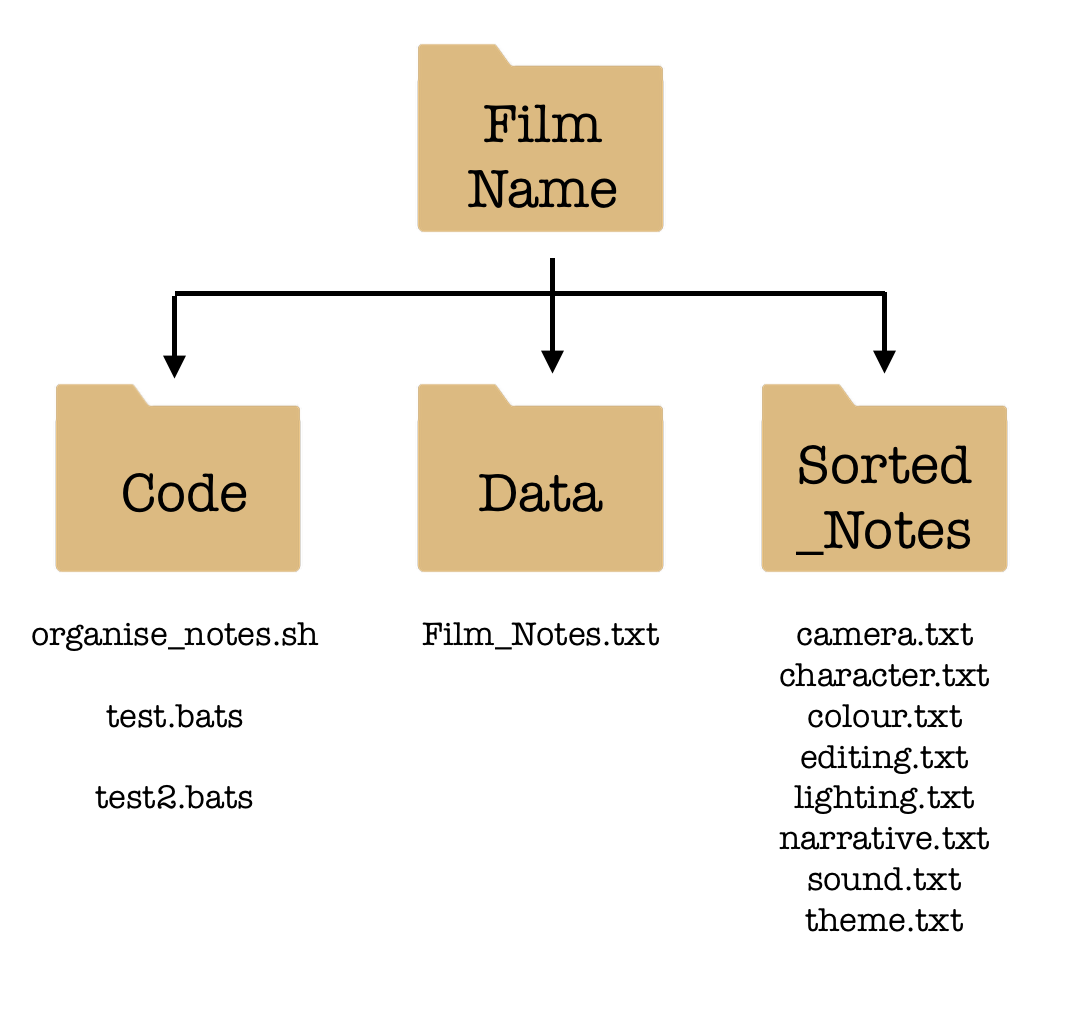 Film
Name
Code
Data
Sorted
_Notes
organise_notes.sh
test.bats
test2.bats
Film_Notes.txt
camera.txt
character.txt
colour.txt
editing.txt
lighting.txt
narrative.txt
sound.txt
theme.txt